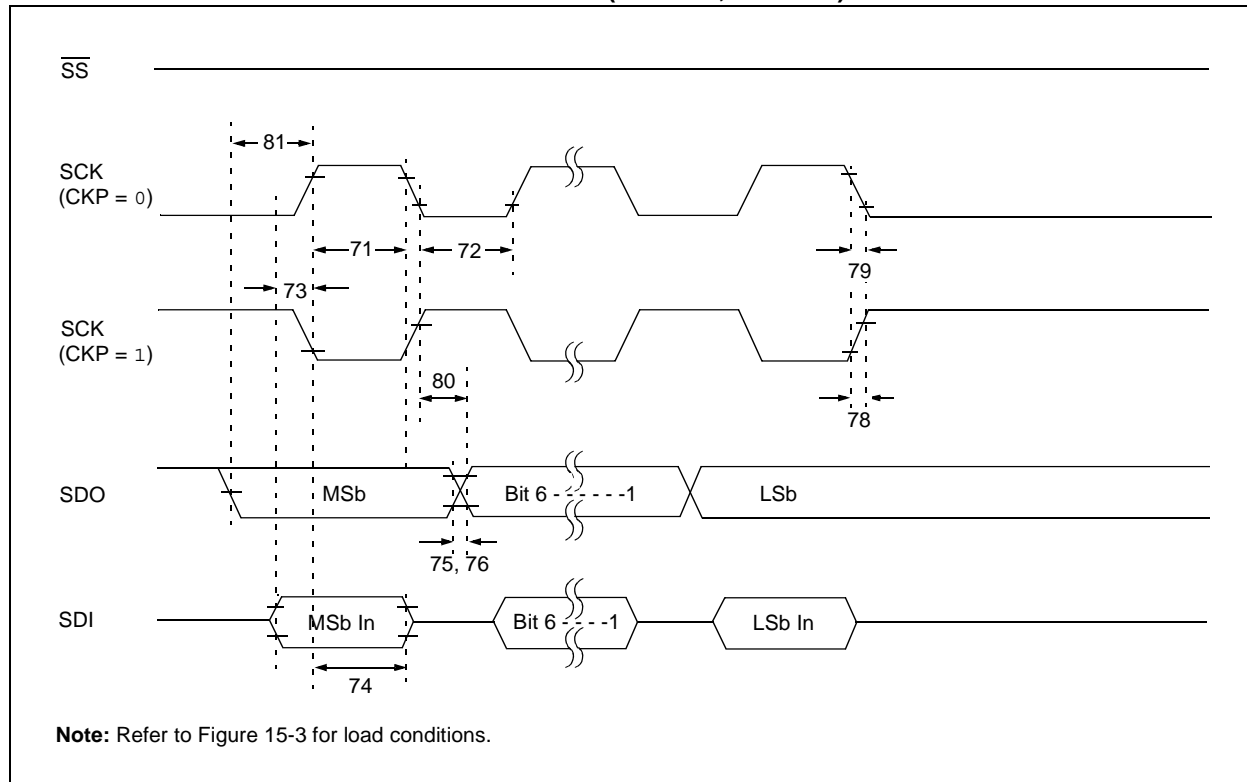 SS
81
SCK
(CKP = 0)
71
72
79
73
SCK
(CKP = 1)
80
78
SDO
MSb
Bit 6 - - - - - -1
LSb
75, 76
SDI
MSb In
Bit 6 - - - - -1
LSb In
74
Note: Refer to Figure 15-3 for load conditions.